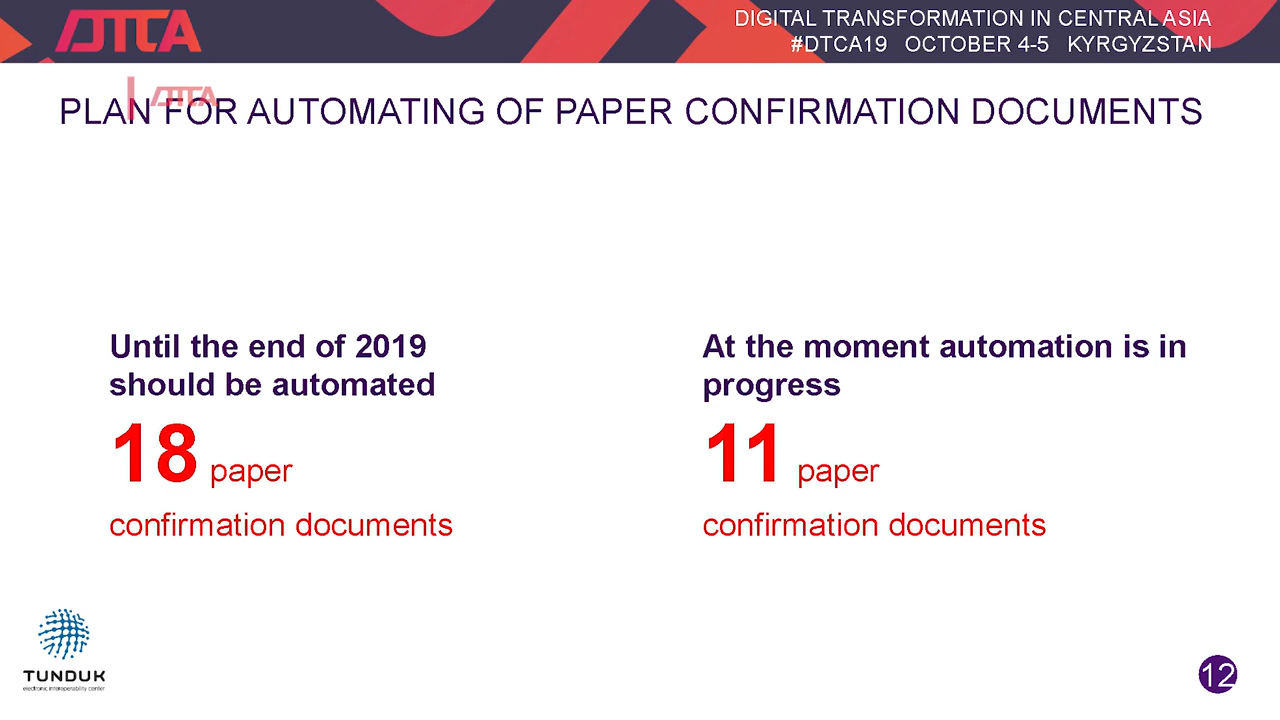 DTCA
DIGITAL TRANSFORMATION IN CENTRAL ASIA
#DTCA19 OCTOBER 4-5 KYRGYZSTAN
DTCA
PLAN FOR AUTOMATING OF PAPER CONFIRMATION DOCUMENTS
Until the end of 2019
should be automated
18 paper
confirmation documents
At the moment automation is in
progress
11 paper
confirmation documents
TUNDUK
electronic interoperability center
12